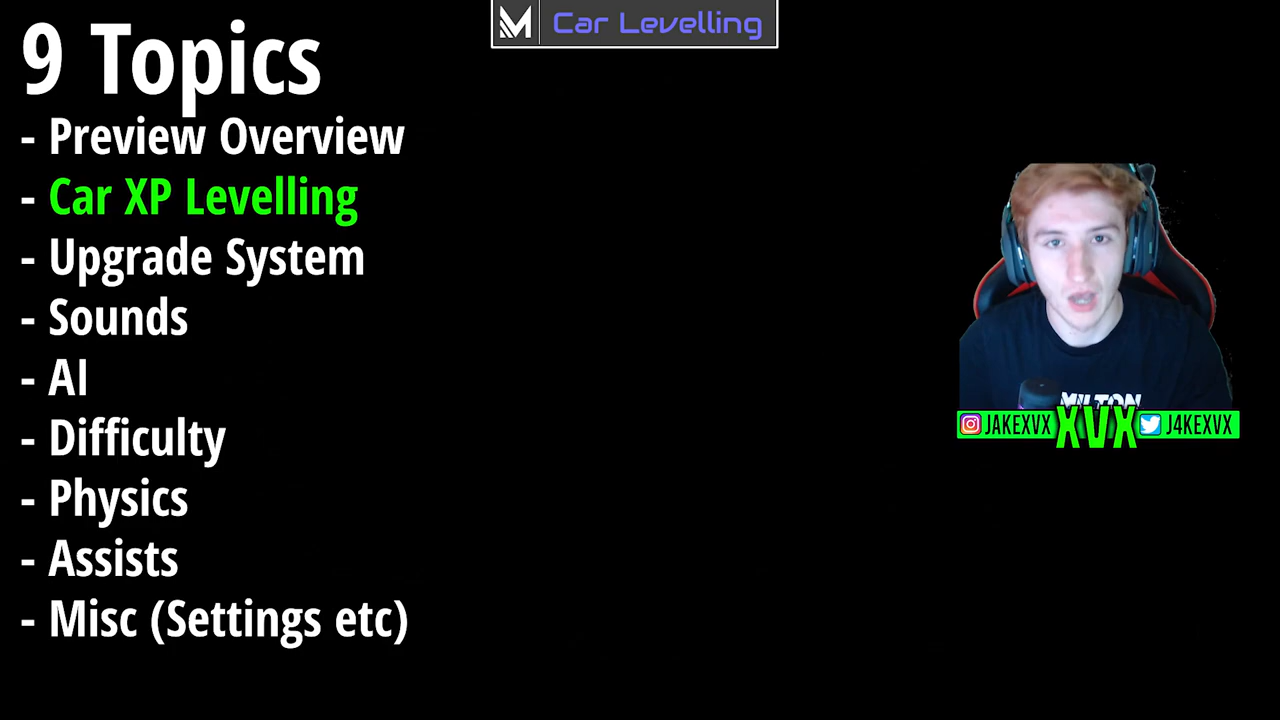 9 Topics
- Preview Overview
- Car XP Levelling
- Upgrade System
- Sounds
- AI
- Difficulty
- Physics
- Assists
- Misc (Settings etc)
Car Levelling
JAKEXVX XVX J4KEXVX